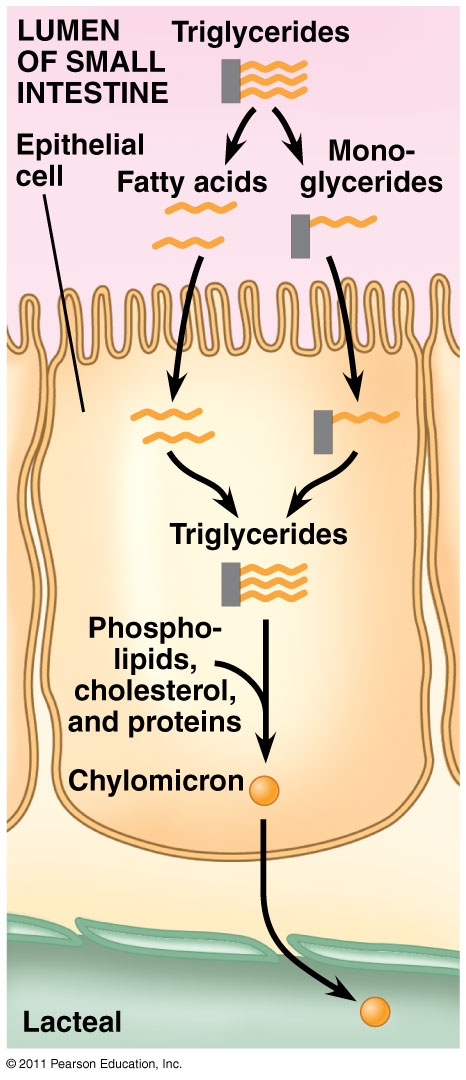 LUMEN
OF SMALL
INTESTINE
Triglycerides
Epithelial
cell
Fatty acids
Mono-
glycerides
Triglycerides
Phospho-
lipids,
cholesterol,
and proteins
Chylomicron
Lacteal
© 2011 Pearson Education, Inc.